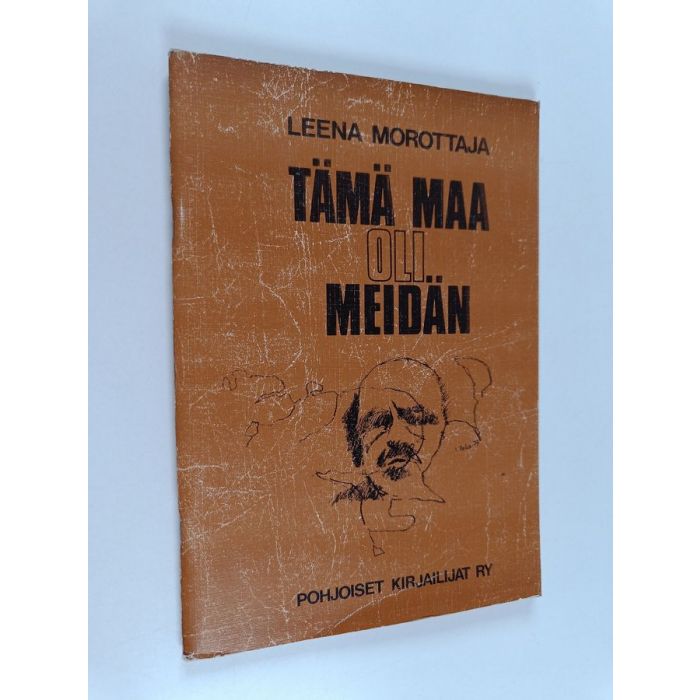 LEENA MOROTTAJA
TÄMÄ MAA
OLI
MEIDÄN
POHJOISET KIRJAILIJAT RY